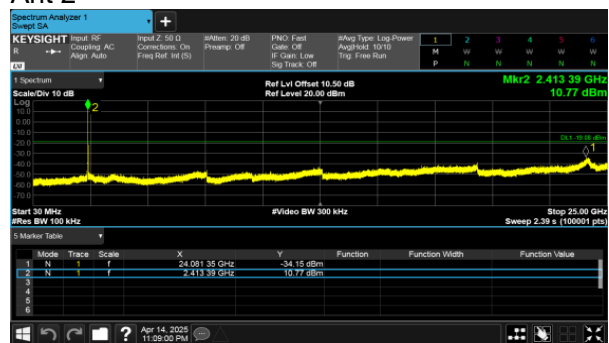 Ant 2
Spectrum Analyzer 1
Swept SA
KEYSIGHT
R
LXI
Input: RF
Coupling: AC
Align: Auto
Input Z: 50 Ω
Corrections: On
Freq Ref: Int (S)
#Atten: 20 dB
Preamp: Off
PNO: Fast
Gate: Off
IF Gain: Low
Sig Track: Off
#Avg Type: Log-Power
Avg|Hold: 10/10
Trig: Free Run
1 2 3 4 5 6
M W W W W W
P N N N N N
1 Spectrum
Scale/Div 10 dB
Ref Lvl Offset 10.50 dB
Ref Level 20.00 dBm
Mkr2 2.413 39 GHz
10.77 dBm
Log
10.0
0.00
-10.0
-20.0
-30.0
-40.0
-50.0
-60.0
-70.0
2
1
Start 30 MHz
#Res BW 100 kHz
#Video BW 300 kHz
Stop 25.00 GHz
Sweep 2.39 s (100001 pts)
5 Marker Table
Mode Trace Scale X Y Function Function Width Function Value
1 N 1 f 24.081 35 GHz -34.15 dBm
2 N 1 f 2.413 39 GHz 10.77 dBm
3
4
5
6
?
Apr 14, 2025
11:09:00 PM